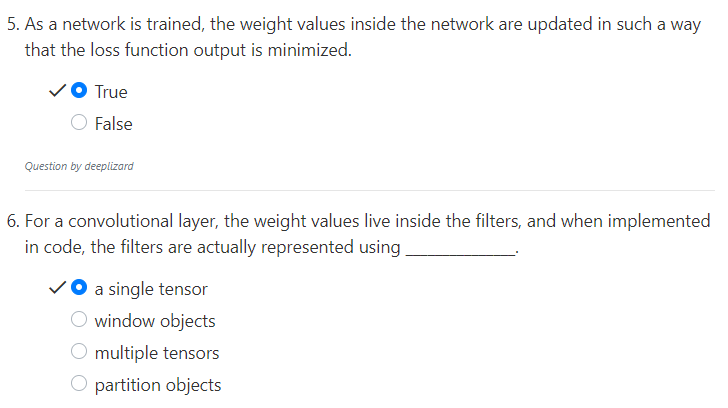 5. As a network is trained, the weight values inside the network are updated in such a way
that the loss function output is minimized.
True
False
Question by deeplizard
6. For a convolutional layer, the weight values live inside the filters, and when implemented
in code, the filters are actually represented using ______________.
a single tensor
window objects
multiple tensors
partition objects